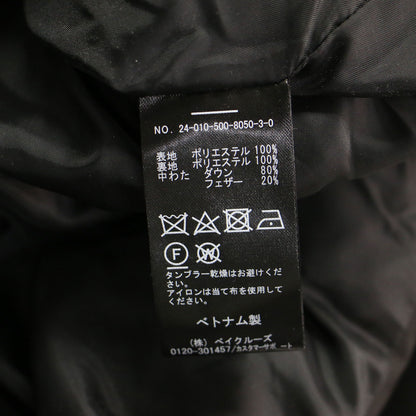 NO. 24-010-500-8050-3-0
表地 ポリエステル 100%
裏地 ポリエステル 100%
中わた ダウン 80%
フェザー 20%
F
W
タンブラー乾燥はお避けくだ
さい。
アイロンは当て布を使用して
ください。
ベトナム製
(株) ベイクルーズ
0120-301457/カスタマーサポート